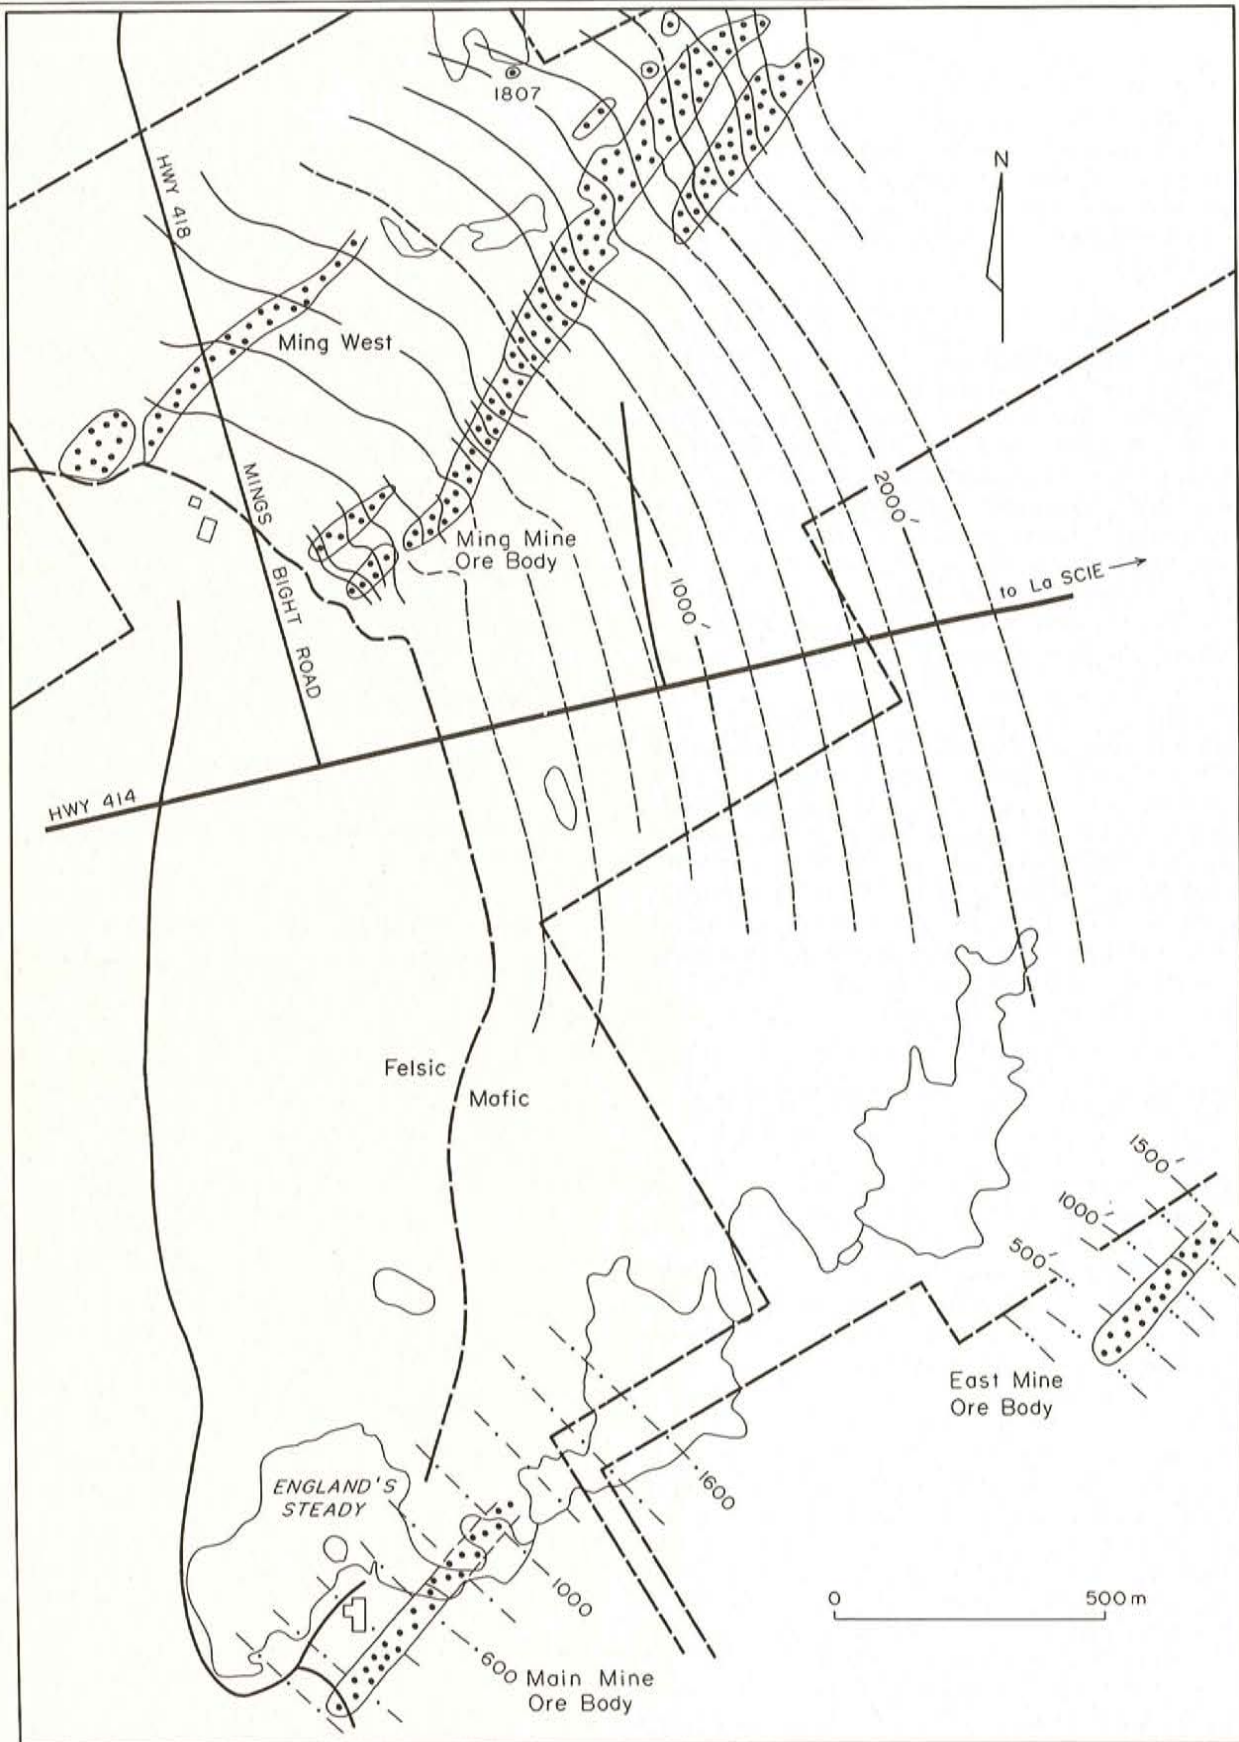 1807
N
HWY 418
Ming West
MINGS BIGHT ROAD
Ming Mine
Ore Body
2000'
1000'
to La SCIE
HWY 414
Felsic
Mafic
1500'
1000'
500'
East Mine
Ore Body
ENGLAND'S
STEADY
1600
1000
600
Main Mine
Ore Body
0 500m